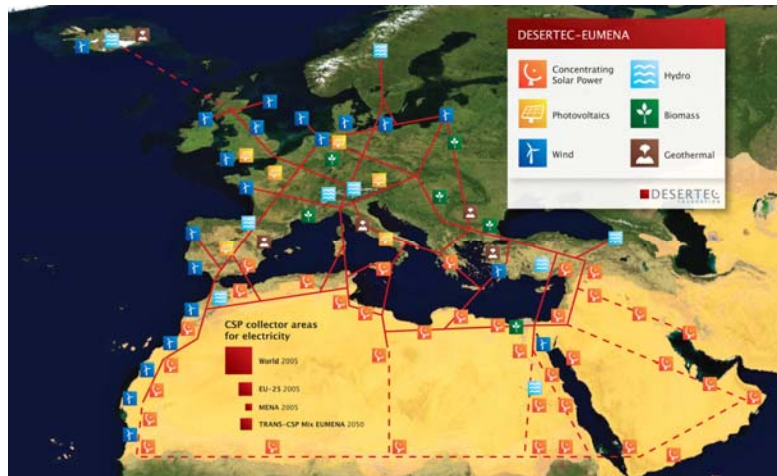 DESERTEC-EUMENA
Concentrating
Solar Power
Hydro
Photovoltaics
Biomass
Wind
Geothermal
DESERTEC
FOUNDATION
CSP collector areas
for electricity
World 2005
EU-25 2005
MENA 2005
TRANS-CSP Mix EUMENA 2050